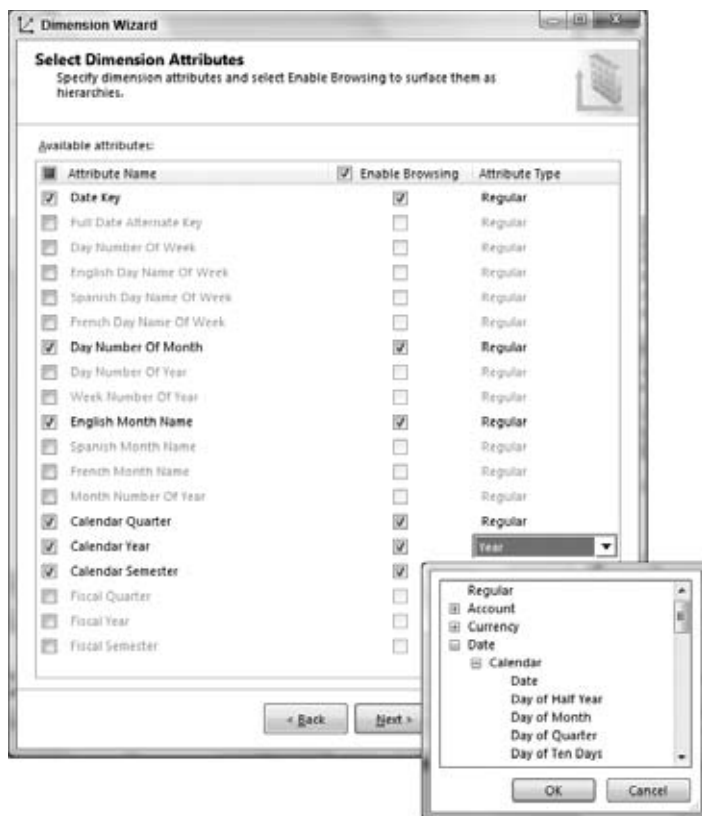 Dimension Wizard
Select Dimension Attributes
Specify dimension attributes and select Enable Browsing to surface them as
hierarchies.
Available attributes:
Attribute Name Enable Browsing Attribute Type
Date Key Regular
Full Date Alternate Key Regular
Day Number Of Week Regular
English Day Name Of Week Regular
Spanish Day Name Of Week Regular
French Day Name Of Week Regular
Day Number Of Month Regular
Day Number Of Year Regular
Week Number Of Year Regular
English Month Name Regular
Spanish Month Name Regular
French Month Name Regular
Month Number Of Year Regular
Calendar Quarter Regular
Calendar Year Year
Calendar Semester
Fiscal Quarter
Fiscal Year
Fiscal Semester
Regular
Account
Currency
Date
Calendar
Date
Day of Half Year
Day of Month
Day of Quarter
Day of Ten Days
< Back Next >
OK Cancel